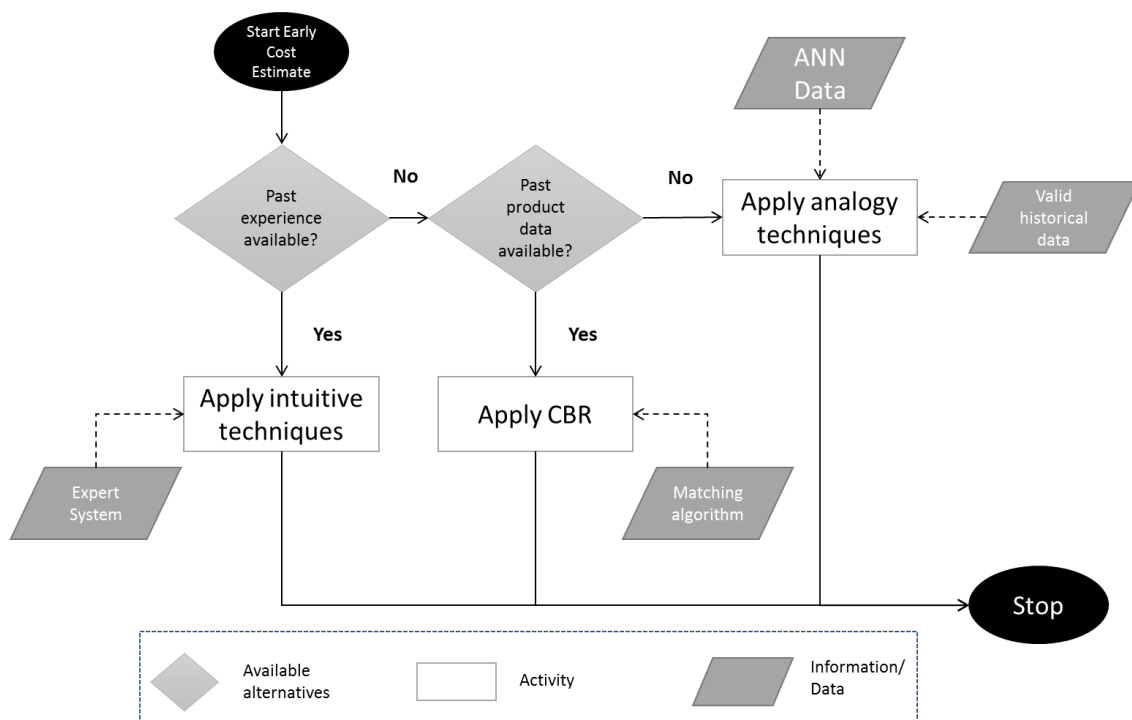 Start Early
Cost
Estimate
ANN
Data
No
No
Past
experience
available?
Past
product
data
available?
Apply analogy
techniques
Valid
historical
data
Yes
Yes
Apply intuitive
techniques
Apply CBR
Expert
System
Matching
algorithm
Stop
Available
alternatives
Activity
Information/
Data